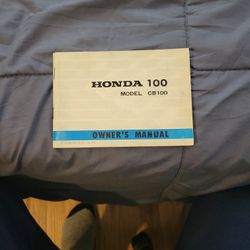 HONDA 100
MODEL CB100
OWNER'S MANUAL